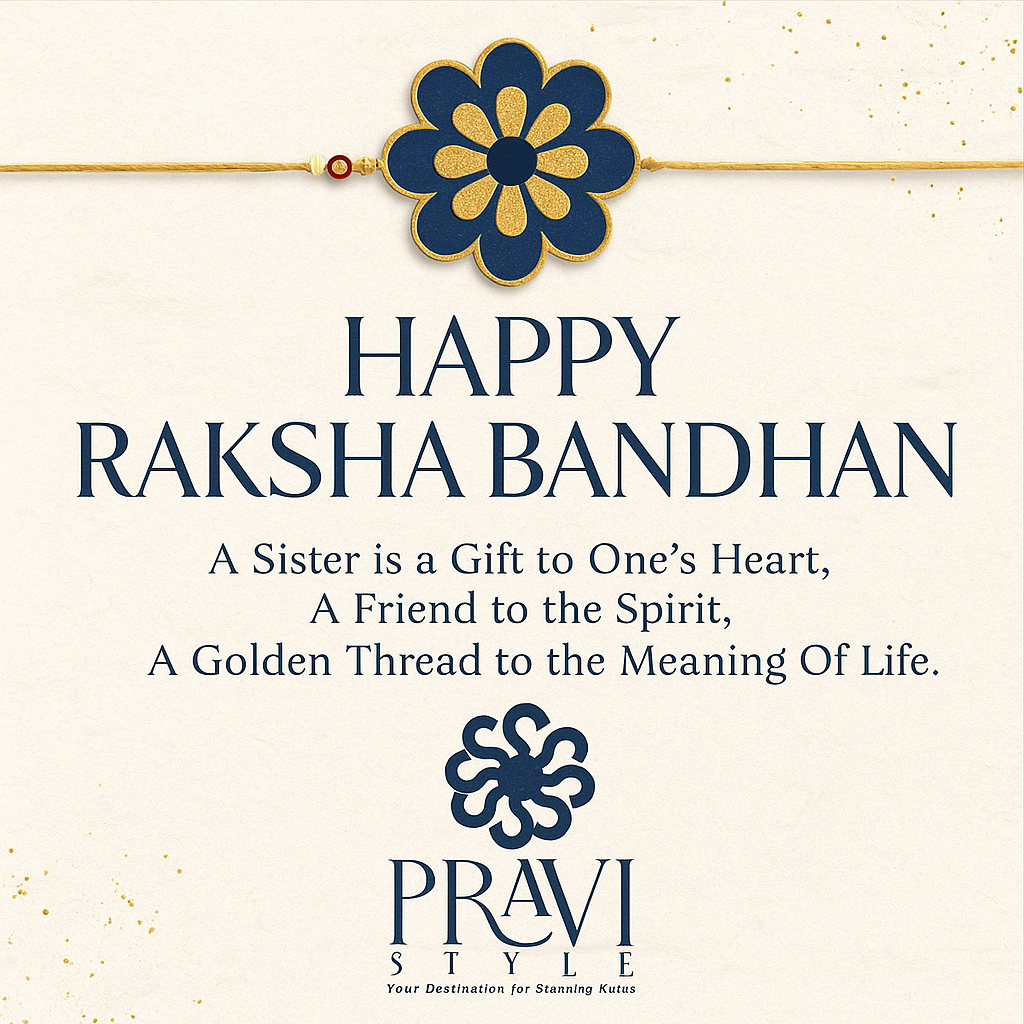 HAPPY
RAKSHA BANDHAN
A Sister is a Gift to One’s Heart,
A Friend to the Spirit,
A Golden Thread to the Meaning Of Life.
PRAVI
STYLE
Your Destination for Stanning Kutus